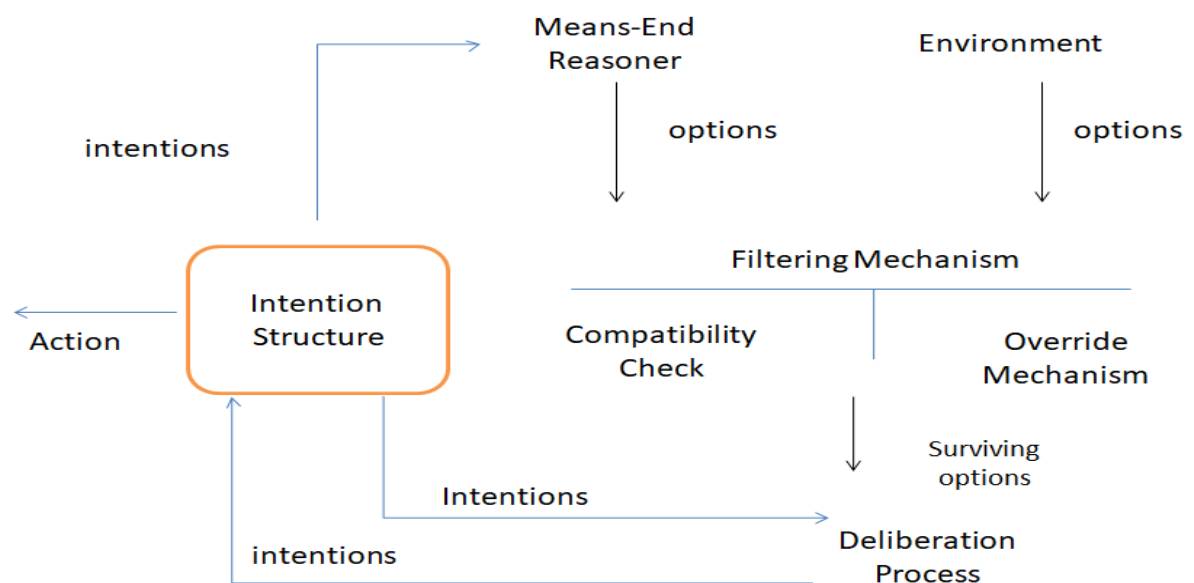 Means-End
Reasoner
Environment
intentions
options
options
Filtering Mechanism
Intention
Structure
Action
Compatibility
Check
Override
Mechanism
Surviving
options
Intentions
intentions
Deliberation
Process